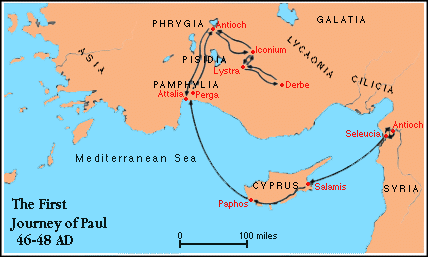 PHRYGIA
GALATIA
Antioch
ASIA
PISIDIA
Iconium
LYCAONIA
Lystra
Derbe
CILICIA
PAMPHYLIA
Attalia
Perga
Antioch
Seleucia
Mediterranean Sea
CYPRUS
Salamis
SYRIA
Paphos
The First
Journey of Paul
46-48 AD
0 100 miles